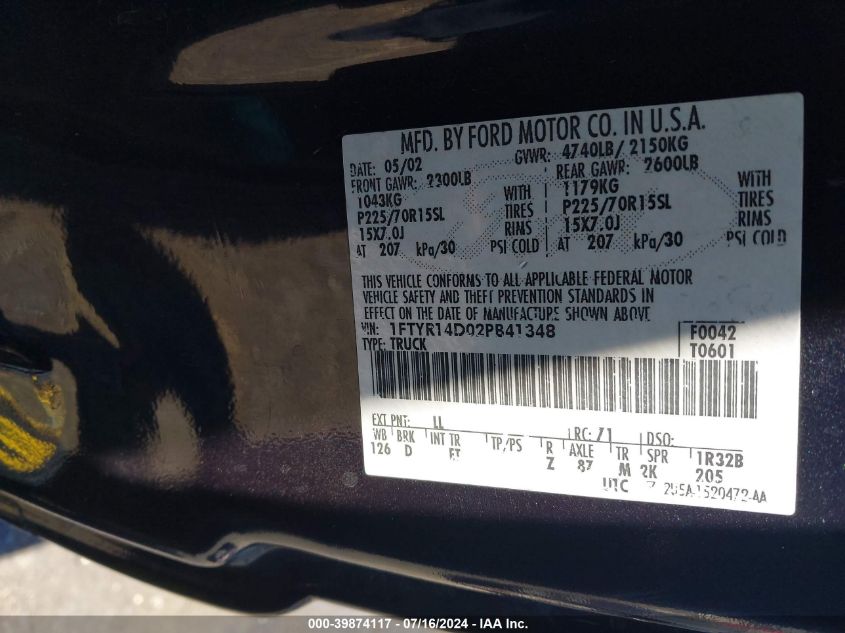 MFD. BY FORD MOTOR CO. IN U.S.A.
DATE: 05/02 GVWR: 4740LB/ 2150KG
FRONT GAWR: 2300LB REAR GAWR: 2600LB
1043KG WITH 1179KG WITH
P225/70R15SL TIRES P225/70R15SL TIRES
15X7.0J RIMS 15X7.0J RIMS
AT 207 kPa/30 PSI COLD AT 207 kPa/30 PSI COLD
THIS VEHICLE CONFORMS TO ALL APPLICABLE FEDERAL MOTOR
VEHICLE SAFETY AND THEFT PREVENTION STANDARDS IN
EFFECT ON THE DATE OF MANUFACTURE SHOWN ABOVE
VIN: 1FTYR14D02PB41348 F0042
TYPE: TRUCK T0601
EXT PNT: LL RC: 71 DSO:
WB BRK INT TR TP/PS R AXLE TR SPR 1R32B
126 D Z 87 M 205
UTC
000-39874117 - 07/16/2024 - IAA Inc.